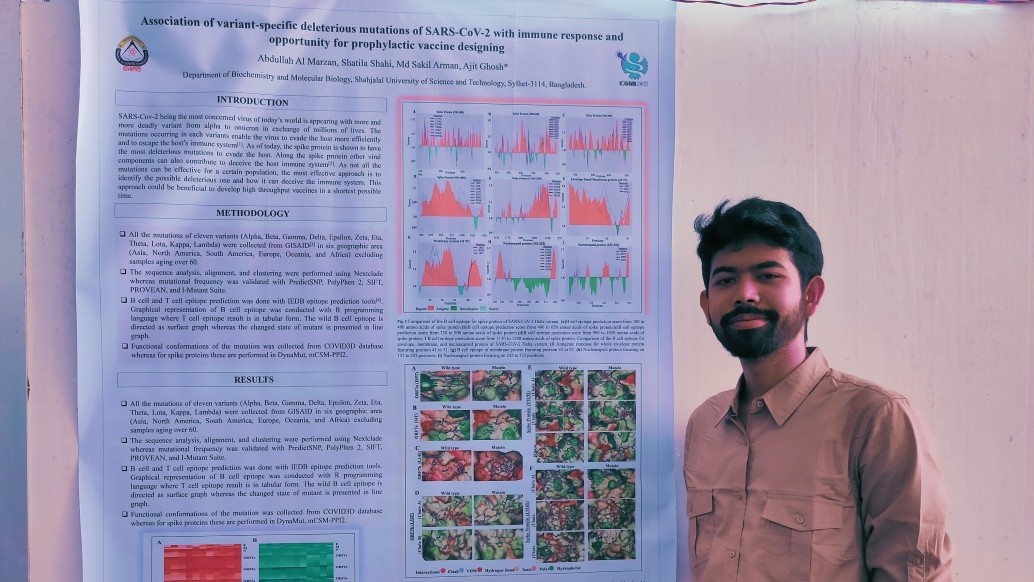 Association of variant-specific deleterious mutations of SARS-CoV-2 with immune response and
opportunity for prophylactic vaccine designing
Abdullah Al Marzan, Shatila Shahi, Md Sakil Arman, Ajit Ghosh*
Department of Biochemistry and Molecular Biology, Shahjalal University of Science and Technology, Sylhet-3114, Bangladesh.
INTRODUCTION
SARS-Cov-2 being the most concerned virus of today's world is appearing with more and
more deadly variant from alpha to omicron in exchange of millions of lives. The
mutations occurring in each variants enable the virus to evade the host more efficiently
and to escape the host's immune system[1]. As of today, the spike protein is shown to have
the most deleterious mutations to evade the host. Along the spike protein other viral
components can also contribute to deceive the host immune system[2]. As not all the
mutations can be effective for a certain population, the most effective approach is to
identify the possible deleterious one and how it can deceive the immune system. This
approach could be beneficial to develop high throughput vaccines in a shortest possible
time.
METHODOLOGY
All the mutations of eleven variants (Alpha, Beta, Gamma, Delta, Epsilon, Zeta, Eta,
Theta, Lota, Kappa, Lambda) were collected from GISAID[3] in six geographic area
(Asia, North America, South America, Europe, Oceania, and Africa) excluding
samples aging over 60.
The sequence analysis, alignment, and clustering were performed using Nextclade
whereas mutational frequency was validated with PredictSNP, PolyPhen 2, SIFT,
PROVEAN, and I-Mutant Suite.
B cell and T cell epitope prediction was done with IEDB epitope prediction tools[4].
Graphical representation of B cell epitope was conducted with R programming
language where T cell epitope result is in tabular form. The wild B cell epitope is
directed as surface graph whereas the changed state of mutant is presented in line
graph.
Functional conformations of the mutation was collected from COVID3D database
whereas for spike proteins these are performed in DynaMut, mCSM-PPI2.
RESULTS
All the mutations of eleven variants (Alpha, Beta, Gamma, Delta, Epsilon, Zeta, Eta,
Theta, Lota, Kappa, Lambda) were collected from GISAID in six geographic area
(Asia, North America, South America, Europe, Oceania, and Africa) excluding
samples aging over 60.
The sequence analysis, alignment, and clustering were performed using Nextclade
whereas mutational frequency was validated with PredictSNP, PolyPhen 2, SIFT,
PROVEAN, and I-Mutant Suite.
B cell and T cell epitope prediction was done with IEDB epitope prediction tools.
Graphical representation of B cell epitope was conducted with R programming
language where T cell epitope result is in tabular form. The wild B cell epitope is
directed as surface graph whereas the changed state of mutant is presented in line
graph.
Functional conformations of the mutation was collected from COVID3D database
whereas for spike proteins these are performed in DynaMut, mCSM-PPI2.
A B
A Wild type Mutein E Wild type Mutein
B Wild type Mutein
C Wild type Mutein
D Wild type Mutein F Wild type Mutein